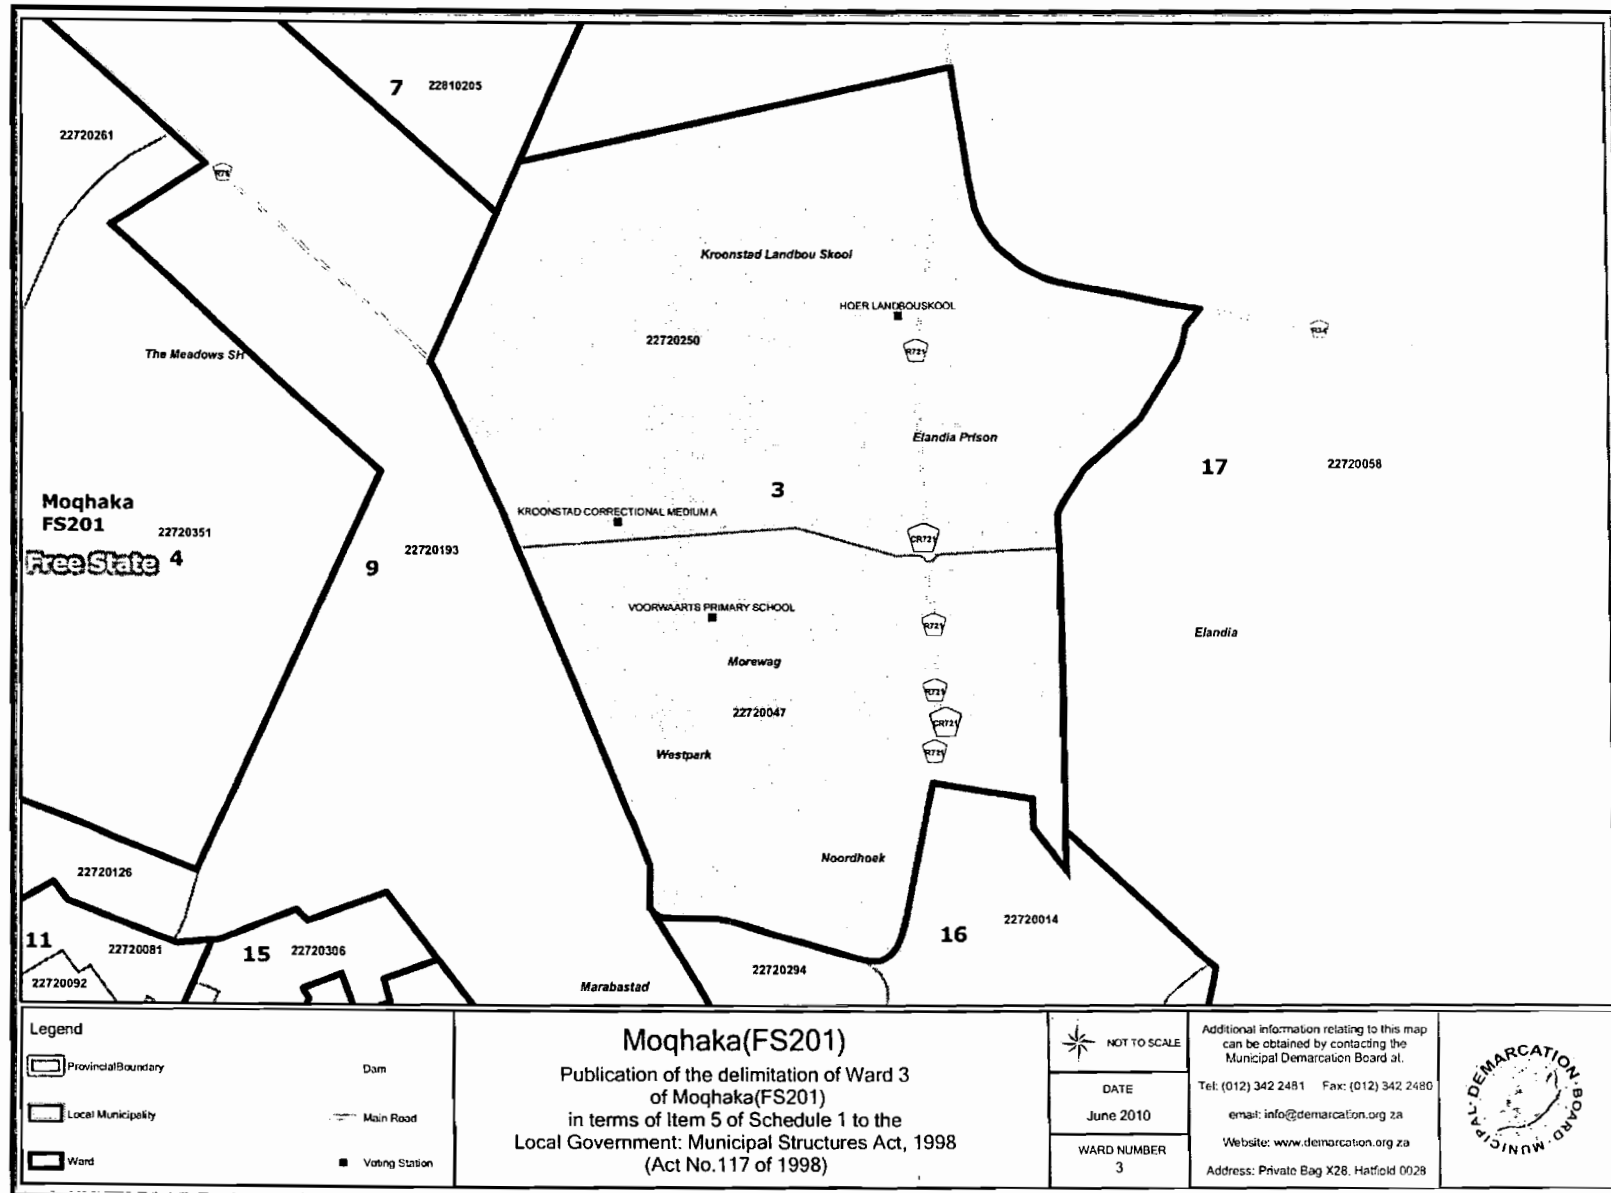 7 22810205
22720261
R76
Kroonstad Landbou Skool
HOER LANDBOUSKOOL
22720250
R721
R34
The Meadows SH
Elandia Prison
17 22720058
3
Moqhaka
FS201
22720351
Free State 4
KROONSTAD CORRECTIONAL MEDIUM A
CR721
9 22720193
VOORWAARTS PRIMARY SCHOOL
R721
Elandia
Morewag
R721
22720047
CR721
R721
Westpark
Noordhoek
22720126
16 22720014
11 22720081
15 22720306
22720092
22720294
Marabastad
Legend
Provincial Boundary
Local Municipality
Ward
Dam
Main Road
Voting Station
Moqhaka(FS201)
Publication of the delimitation of Ward 3
of Moqhaka(FS201)
in terms of Item 5 of Schedule 1 to the
Local Government: Municipal Structures Act, 1998
(Act No.117 of 1998)
NOT TO SCALE
DATE
June 2010
WARD NUMBER
3
Additional information relating to this map
can be obtained by contacting the
Municipal Demarcation Board at.
Tel: (012) 342 2481 Fax: (012) 342 2480
email: info@demarcation.org za
Website: www.demarcation.org za
Address: Private Bag X28, Hatfield 0028
MUNICIPAL·DEMARCATION·BOARD